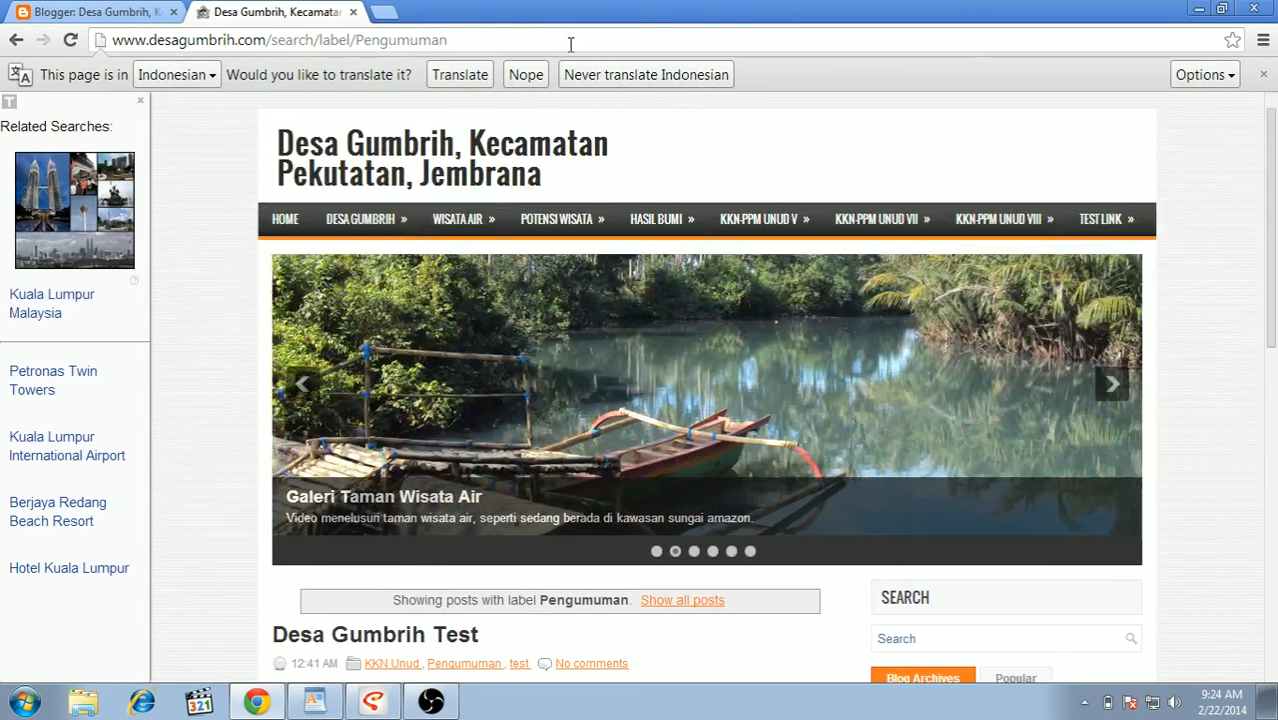 Blogger: Desa Gumbrih, K
Desa Gumbrih, Kecamatan
www.desagumbrih.com/search/label/Pengumuman
This page is in Indonesian Would you like to translate it? Translate Nope Never translate Indonesian Options
T
Related Searches:
Kuala Lumpur
Malaysia
Petronas Twin
Towers
Kuala Lumpur
International Airport
Berjaya Redang
Beach Resort
Hotel Kuala Lumpur
Desa Gumbrih, Kecamatan
Pekutatan, Jembrana
HOME DESA GUMBRIH » WISATA AIR » POTENSI WISATA » HASIL BUMI » KKN-PPM UNUD V » KKN-PPM UNUD VII » KKN-PPM UNUD VIII » TEST LINK »
Galeri Taman Wisata Air
Video menelusuri taman wisata air, seperti sedang berada di kawasan sungai amazon.
Showing posts with label Pengumuman. Show all posts
Desa Gumbrih Test
12:41 AM KKN Unud , Pengumuman , test No comments
SEARCH
Search
Blog Archives Popular
321
9:24 AM
2/22/2014